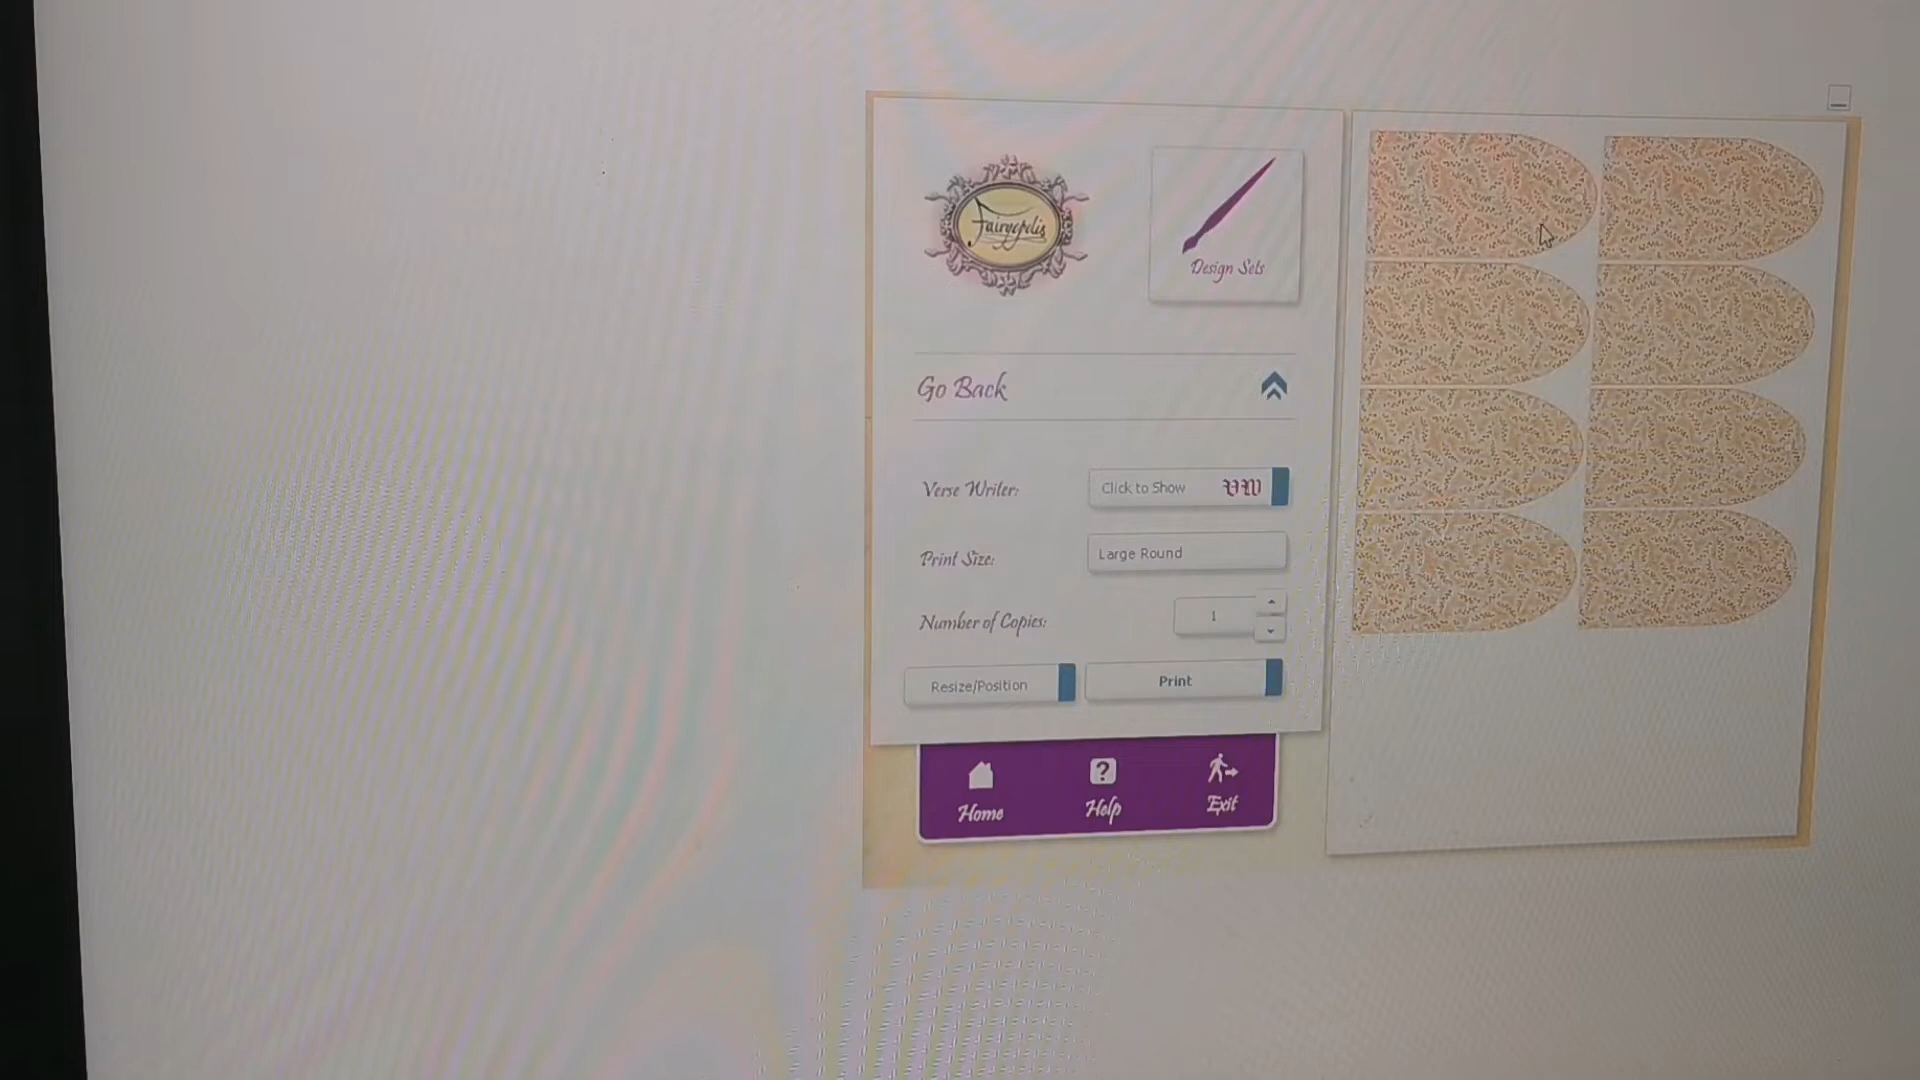 Fairyopolis
Design Sets
Go Back
Verse Writer:
Click to Show VW
Print Size:
Large Round
Number of Copies:
1
Resize/Position
Print
Home
?
Help
Exit